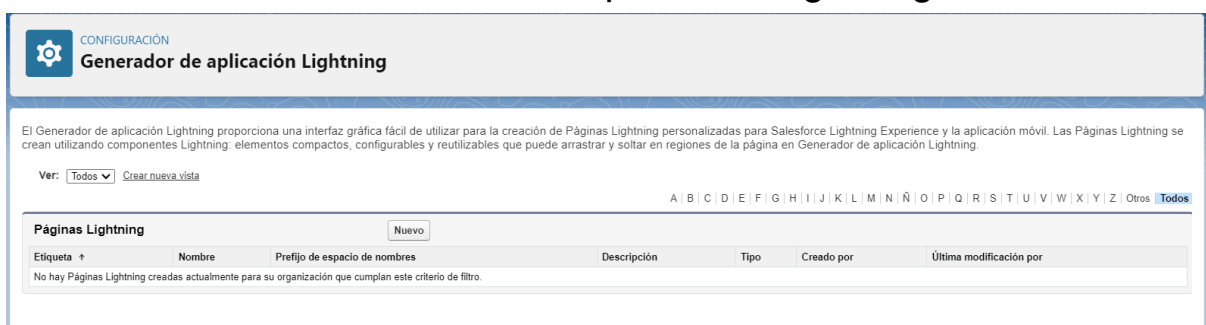 CONFIGURACIÓN
Generador de aplicación Lightning
El Generador de aplicación Lightning proporciona una interfaz gráfica fácil de utilizar para la creación de Páginas Lightning personalizadas para Salesforce Lightning Experience y la aplicación móvil. Las Páginas Lightning se
crean utilizando componentes Lightning: elementos compactos, configurables y reutilizables que puede arrastrar y soltar en regiones de la página en Generador de aplicación Lightning.
Ver: Todos Crear nueva vista
A | B | C | D | E | F | G | H | I | J | K | L | M | N | Ñ | O | P | Q | R | S | T | U | V | W | X | Y | Z | Otros Todos
Páginas Lightning Nuevo
Etiqueta ↑ Nombre Prefijo de espacio de nombres Descripción Tipo Creado por Última modificación por
No hay Páginas Lightning creadas actualmente para su organización que cumplan este criterio de filtro.